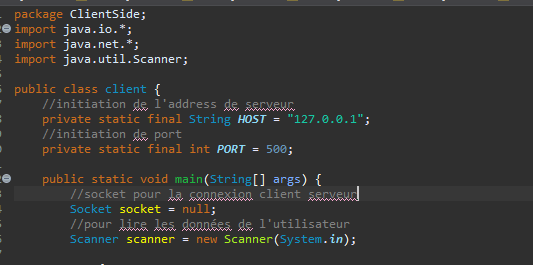 package ClientSide;
import java.io.*;
import java.net.*;
import java.util.Scanner;
public class client {
//initiation de l'address de serveur
private static final String HOST = "127.0.0.1";
//initiation de port
private static final int PORT = 500;
public static void main(String[] args) {
//socket pour la connexion client serveur
Socket socket = null;
//pour lire les données de l'utilisateur
Scanner scanner = new Scanner(System.in);